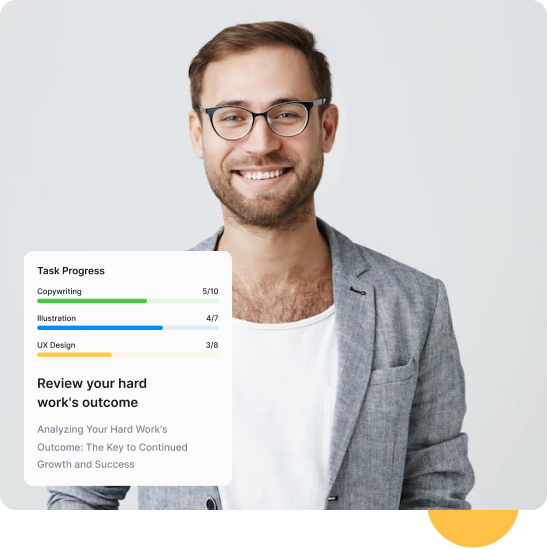 Task Progress
Copywriting 5/10
Illustration 4/7
UX Design 3/8
Review your hard
work's outcome
Analyzing Your Hard Work's
Outcome: The Key to Continued
Growth and Success